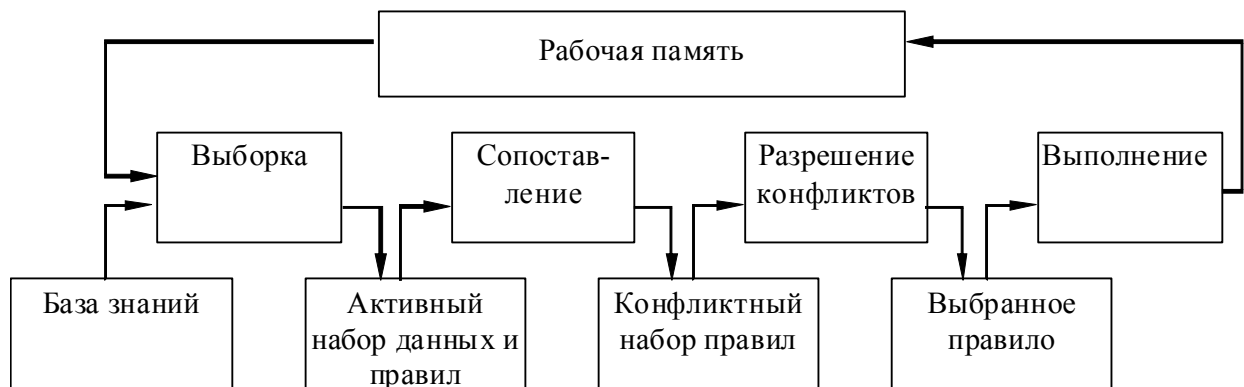 Рабочая память
Выборка
Сопостав-
ление
Разрешение
конфликтов
Выполнение
База знаний
Активный
набор данных и
правил
Конфликтный
набор правил
Выбранное
правило